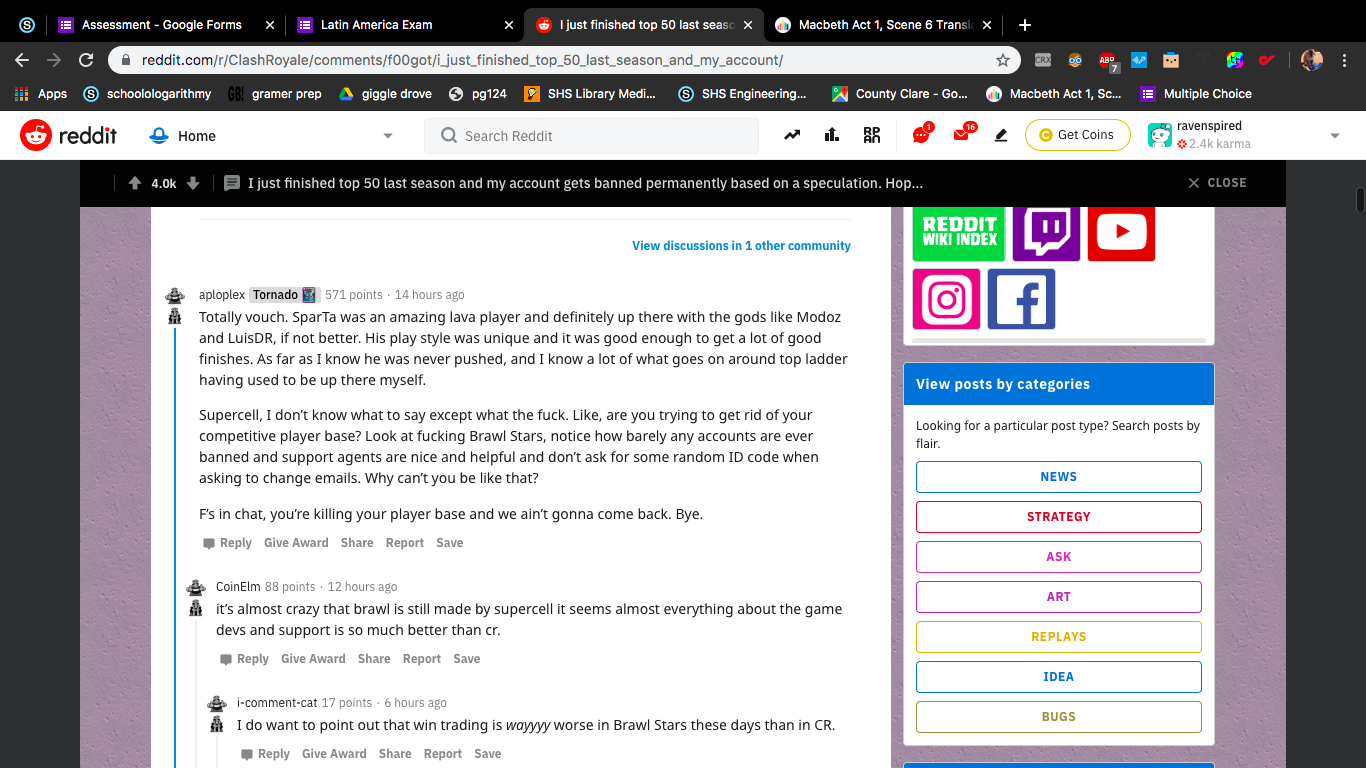 Assessment - Google Forms
Latin America Exam
I just finished top 50 last seaso
Macbeth Act 1, Scene 6 Transl
reddit.com/r/ClashRoyale/comments/f00got/i_just_finished_top_50_last_season_and_my_account/
CRX
ABP
7
Apps
schoolologarithmy
GB!
gramer prep
giggle drove
pg124
SHS Library Medi...
SHS Engineering...
County Clare - Go...
Macbeth Act 1, Sc...
Multiple Choice
reddit
Home
Search Reddit
1
16
Get Coins
ravenspired
2.4k karma
4.0k
I just finished top 50 last season and my account gets banned permanently based on a speculation. Hop...
CLOSE
View discussions in 1 other community
aploplex Tornado 571 points · 14 hours ago
Totally vouch. SparTa was an amazing lava player and definitely up there with the gods like Modoz
and LuisDR, if not better. His play style was unique and it was good enough to get a lot of good
finishes. As far as I know he was never pushed, and I know a lot of what goes on around top ladder
having used to be up there myself.
Supercell, I don’t know what to say except what the fuck. Like, are you trying to get rid of your
competitive player base? Look at fucking Brawl Stars, notice how barely any accounts are ever
banned and support agents are nice and helpful and don’t ask for some random ID code when
asking to change emails. Why can’t you be like that?
F’s in chat, you’re killing your player base and we ain’t gonna come back. Bye.
Reply Give Award Share Report Save
CoinElm 88 points · 12 hours ago
it’s almost crazy that brawl is still made by supercell it seems almost everything about the game
devs and support is so much better than cr.
Reply Give Award Share Report Save
i-comment-cat 17 points · 6 hours ago
I do want to point out that win trading is wayyyy worse in Brawl Stars these days than in CR.
Reply Give Award Share Report Save
REDDIT
WIKI INDEX
View posts by categories
Looking for a particular post type? Search posts by
flair.
NEWS
STRATEGY
ASK
ART
REPLAYS
IDEA
BUGS